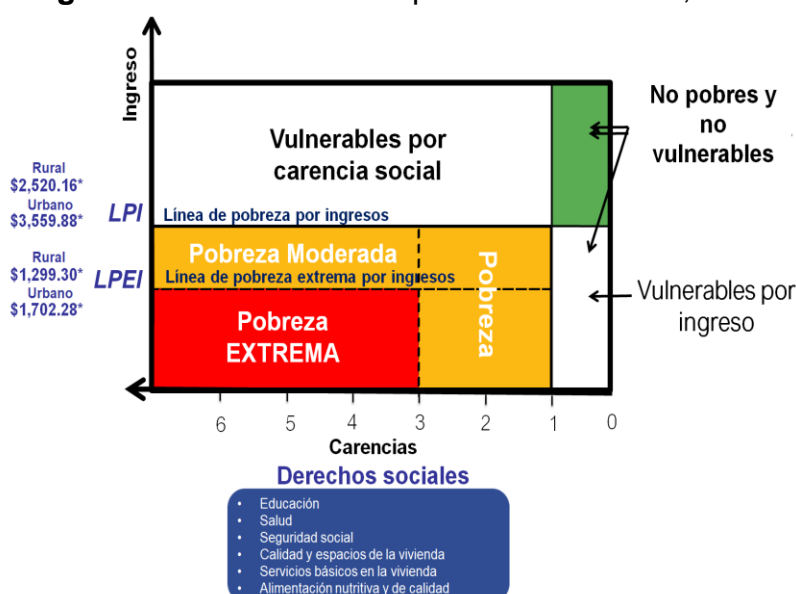 Ingreso
No pobres y
no
vulnerables
Vulnerables por
carencia social
Rural
$2,520.16*
Urbano
$3,559.88*
LPI
Línea de pobreza por ingresos
Rural
$1,299.30*
Urbano
$1,702.28*
LPEI
Pobreza Moderada
Línea de pobreza extrema por ingresos
Pobreza
Vulnerables por
ingreso
Pobreza
EXTREMA
6 5 4 3 2 1 0
Carencias
Derechos sociales
• Educación
• Salud
• Seguridad social
• Calidad y espacios de la vivienda
• Servicios básicos en la vivienda
• Alimentación nutritiva y de calidad